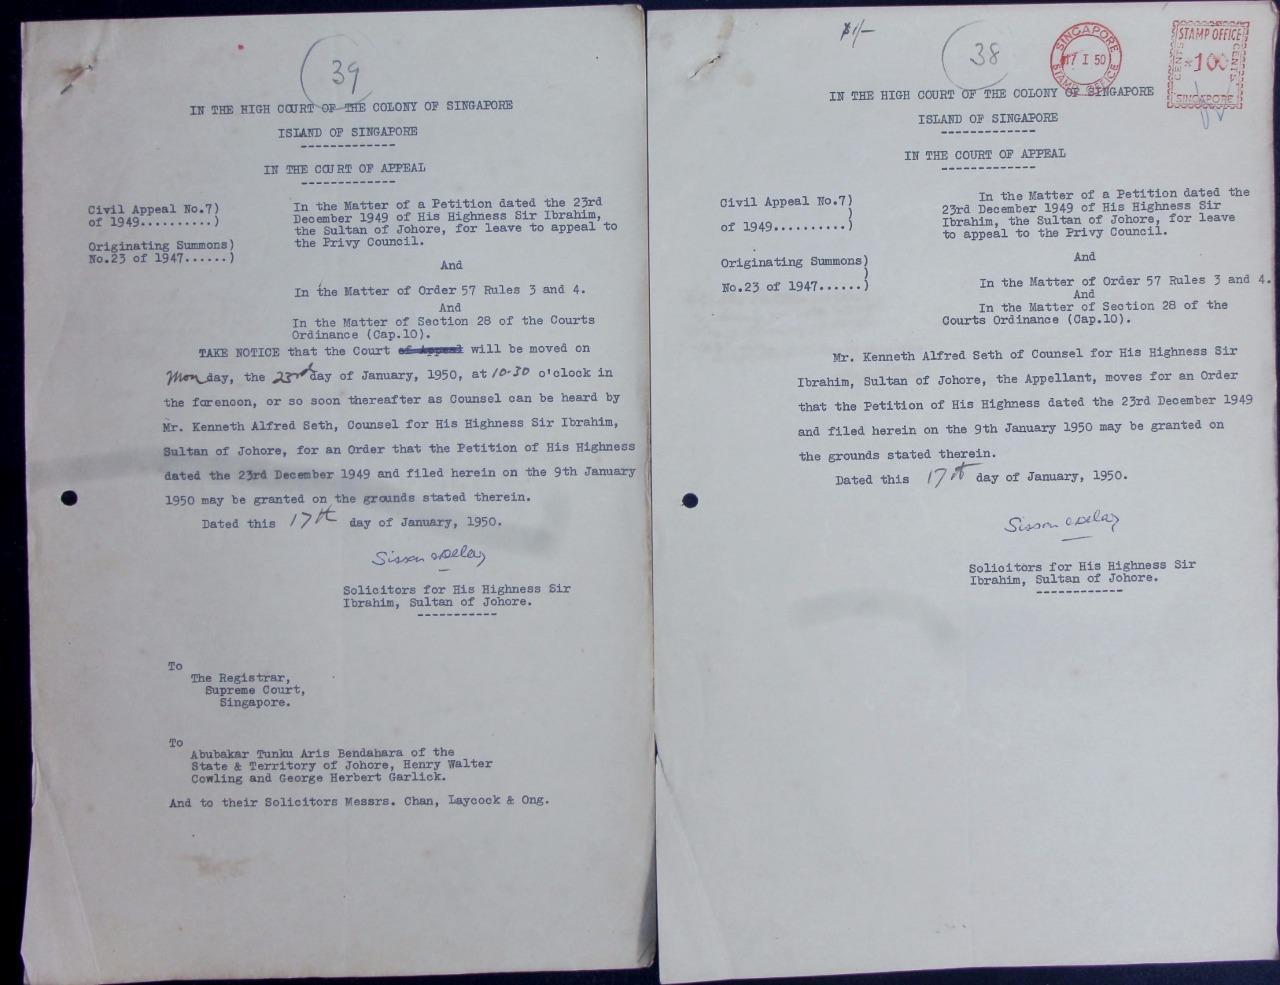 39
IN THE HIGH COURT OF THE COLONY OF SINGAPORE
ISLAND OF SINGAPORE
-------------
IN THE COURT OF APPEAL
-------------
Civil Appeal No.7)
of 1949..........)
Originating Summons)
No.23 of 1947......)
In the Matter of a Petition dated the 23rd
December 1949 of His Highness Sir Ibrahim,
the Sultan of Johore, for leave to appeal to
the Privy Council.
And
In the Matter of Order 57 Rules 3 and 4.
And
In the Matter of Section 28 of the Courts
Ordinance (Cap.10).
TAKE NOTICE that the Court of Appeal will be moved on
Monday, the 23rd day of January, 1950, at 10-30 o'clock in
the forenoon, or so soon thereafter as Counsel can be heard by
Mr. Kenneth Alfred Seth, Counsel for His Highness Sir Ibrahim,
Sultan of Johore, for an Order that the Petition of His Highness
dated the 23rd December 1949 and filed herein on the 9th January
1950 may be granted on the grounds stated therein.
Dated this 17th day of January, 1950.
Sisson & Delay
Solicitors for His Highness Sir
Ibrahim, Sultan of Johore.
-----------
To
The Registrar,
Supreme Court,
Singapore.
To
Abubakar Tunku Aris Bendahara of the
State & Territory of Johore, Henry Walter
Cowling and George Herbert Garlick.
And to their Solicitors Messrs. Chan, Laycock & Ong.
$1/-
38
SINGAPORE
17 I 50
STAMP OFFICE
STAMP OFFICE
CENTS
*100
CENTS
SINGAPORE
IN THE HIGH COURT OF THE COLONY OF SINGAPORE
ISLAND OF SINGAPORE
-------------
IN THE COURT OF APPEAL
-------------
Civil Appeal No.7)
)
of 1949..........)
Originating Summons)
)
No.23 of 1947......)
In the Matter of a Petition dated the
23rd December 1949 of His Highness Sir
Ibrahim, the Sultan of Johore, for leave
to appeal to the Privy Council.
And
In the Matter of Order 57 Rules 3 and 4.
And
In the Matter of Section 28 of the
Courts Ordinance (Cap.10).
Mr. Kenneth Alfred Seth of Counsel for His Highness Sir
Ibrahim, Sultan of Johore, the Appellant, moves for an Order
that the Petition of His Highness dated the 23rd December 1949
and filed herein on the 9th January 1950 may be granted on
the grounds stated therein.
Dated this 17th day of January, 1950.
Sisson & Delay
Solicitors for His Highness Sir
Ibrahim, Sultan of Johore.
------------